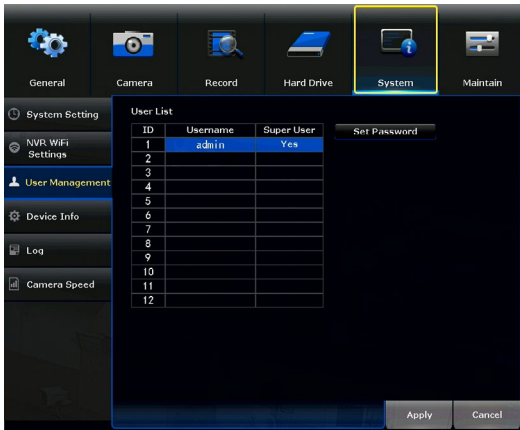 General Camera Record Hard Drive System Maintain
System Setting
NVR WiFi
Settings
User Management
Device Info
Log
Camera Speed
User List
ID Username Super User
1 admin Yes
2
3
4
5
6
7
8
9
10
11
12
Set Password
Apply Cancel